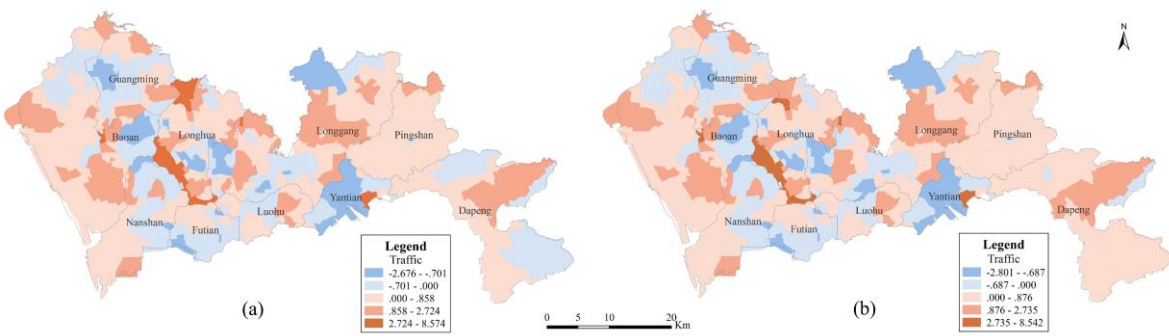 N
Guangming
Baoan
Longhua
Longgang
Pingshan
Yantian
Luohu
Nanshan
Futian
Dapeng
Legend
Traffic
-2.676 - -.701
-.701 - .000
.000 - .858
.858 - 2.724
2.724 - 8.574
(a)
Guangming
Baoan
Longhua
Longgang
Pingshan
Yantian
Luohu
Nanshan
Futian
Dapeng
Legend
Traffic
-2.801 - -.687
-.687 - .000
.000 - .876
.876 - 2.735
2.735 - 8.542
(b)
0 5 10 20
Km